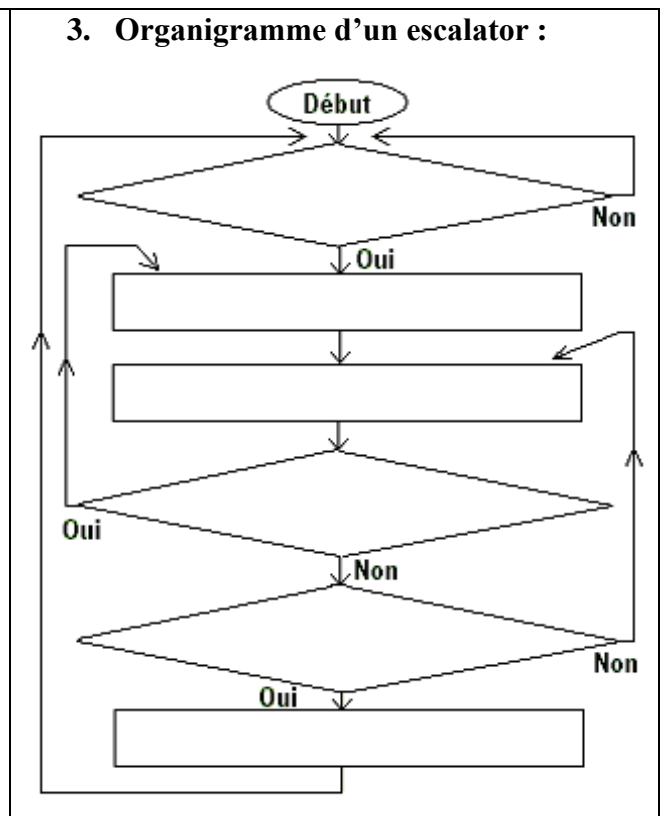 3. Organigramme d’un escalator :
Début
Non
Oui
Oui
Non
Non
Oui